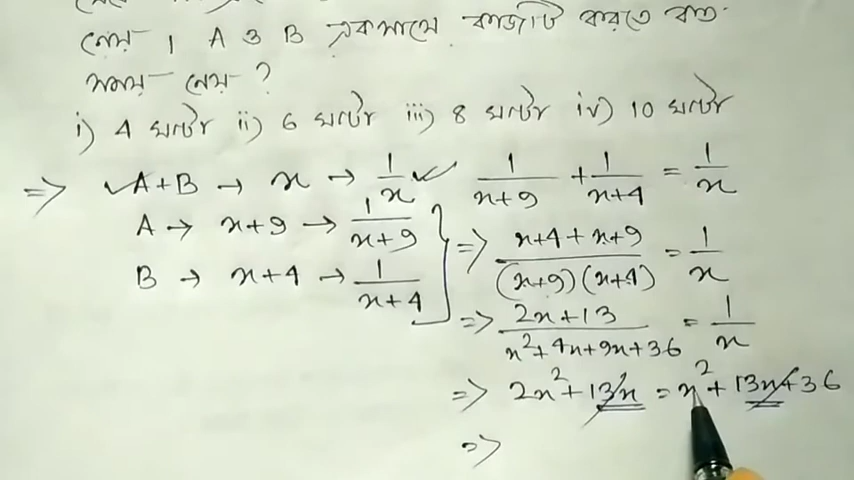 নেয় । A ও B একসাথে কাজটি করতে কত
সময় নেয় ?
i) 4 ঘন্টা ii) 6 ঘন্টা iii) 8 ঘন্টা iv) 10 ঘন্টা
=> ✓A+B → x → 1/x ✓
A → x+9 → 1/(x+9)
B → x+4 → 1/(x+4)
1/(x+9) + 1/(x+4) = 1/x
=> (x+4+x+9)/((x+9)(x+4)) = 1/x
=> (2x+13)/(x²+4x+9x+36) = 1/x
=> 2x²+13x = x²+13x+36
=>